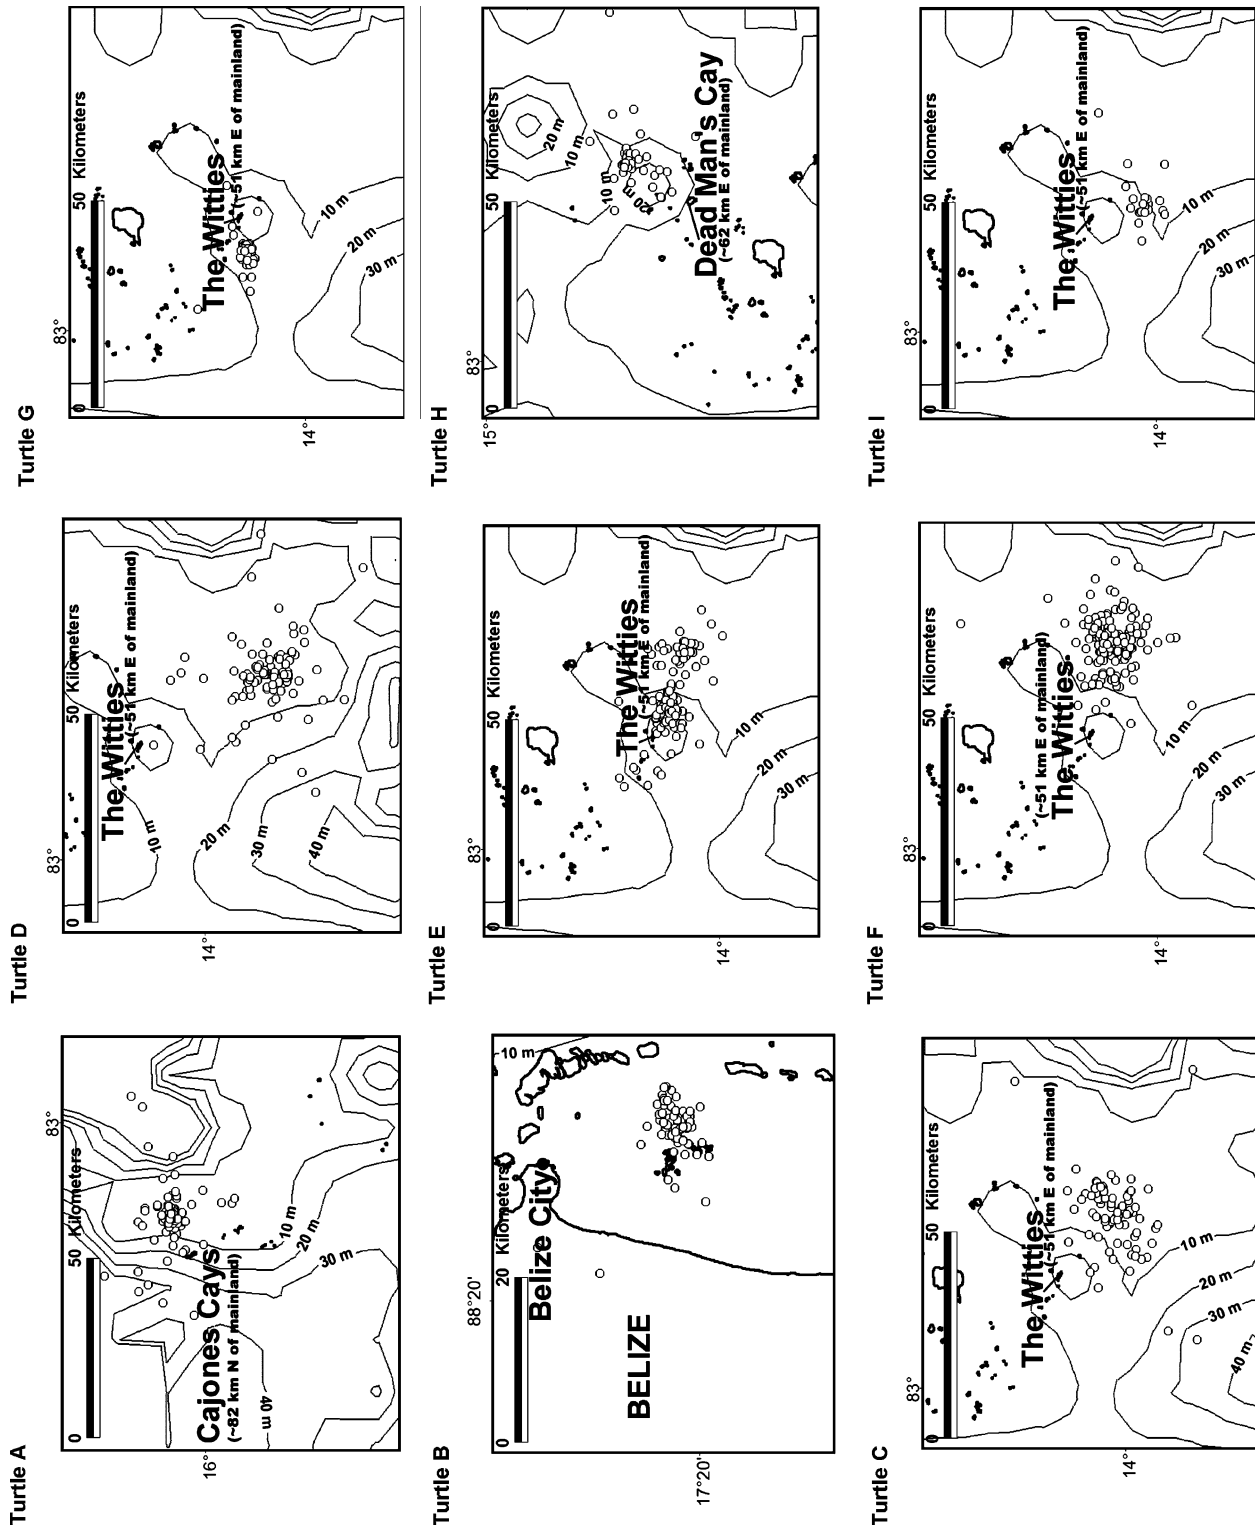 Turtle A
83°
0 50 Kilometers
16°
Cajones Cays
(~82 km N of mainland)
10 m
20 m
30 m
40 m
Turtle B
88°20'
0 20 Kilometers
10 m
Belize City
BELIZE
17°20'
Turtle C
83°
0 50 Kilometers
The Witties
(~51 km E of mainland)
14°
10 m
20 m
30 m
40 m
Turtle D
83°
0 50 Kilometers
The Witties
(~51 km E of mainland)
10 m
14°
20 m
30 m
40 m
Turtle E
83°
0 50 Kilometers
The Witties
(~51 km E of mainland)
14°
10 m
20 m
30 m
Turtle F
83°
0 50 Kilometers
(~51 km E of mainland)
The Witties
14°
10 m
20 m
30 m
Turtle G
83°
0 50 Kilometers
The Witties
(~51 km E of mainland)
14°
10 m
20 m
30 m
Turtle H
83°
15°
0 50 Kilometers
20 m
10 m
10 m
20 m
Dead Man's Cay
(~62 km E of mainland)
Turtle I
83°
0 50 Kilometers
The Witties
(~51 km E of mainland)
14°
10 m
20 m
30 m